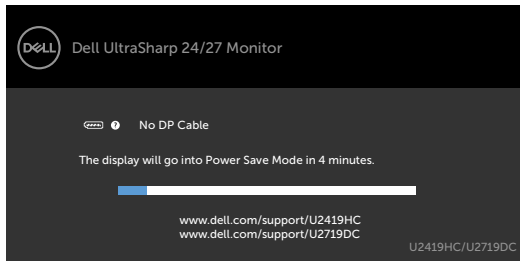 DELL
Dell UltraSharp 24/27 Monitor
? No DP Cable
The display will go into Power Save Mode in 4 minutes.
www.dell.com/support/U2419HC
www.dell.com/support/U2719DC
U2419HC/U2719DC